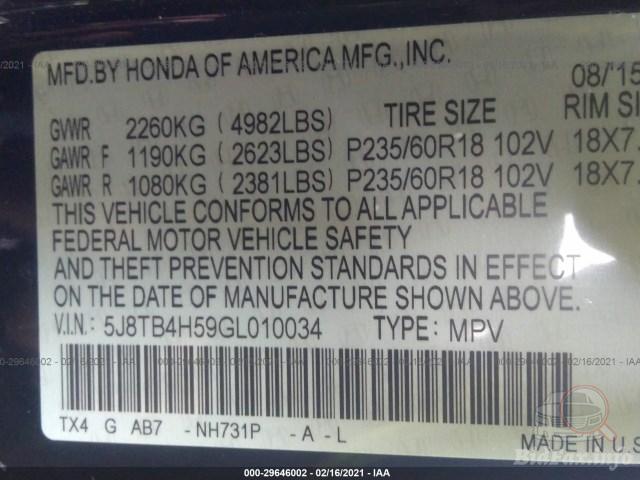 MFD.BY HONDA OF AMERICA MFG.,INC.
08/15
TIRE SIZE RIM SI
GVWR 2260KG ( 4982LBS)
GAWR F 1190KG ( 2623LBS) P235/60R18 102V 18X7.
GAWR R 1080KG ( 2381LBS) P235/60R18 102V 18X7.
THIS VEHICLE CONFORMS TO ALL APPLICABLE
FEDERAL MOTOR VEHICLE SAFETY
AND THEFT PREVENTION STANDARDS IN EFFECT
ON THE DATE OF MANUFACTURE SHOWN ABOVE.
V.I.N.: 5J8TB4H59GL010034 TYPE: MPV
TX4 G AB7 -NH731P -A -L
MADE IN U.S
BidFax.info
000-29646002 - 02/16/2021 - IAA